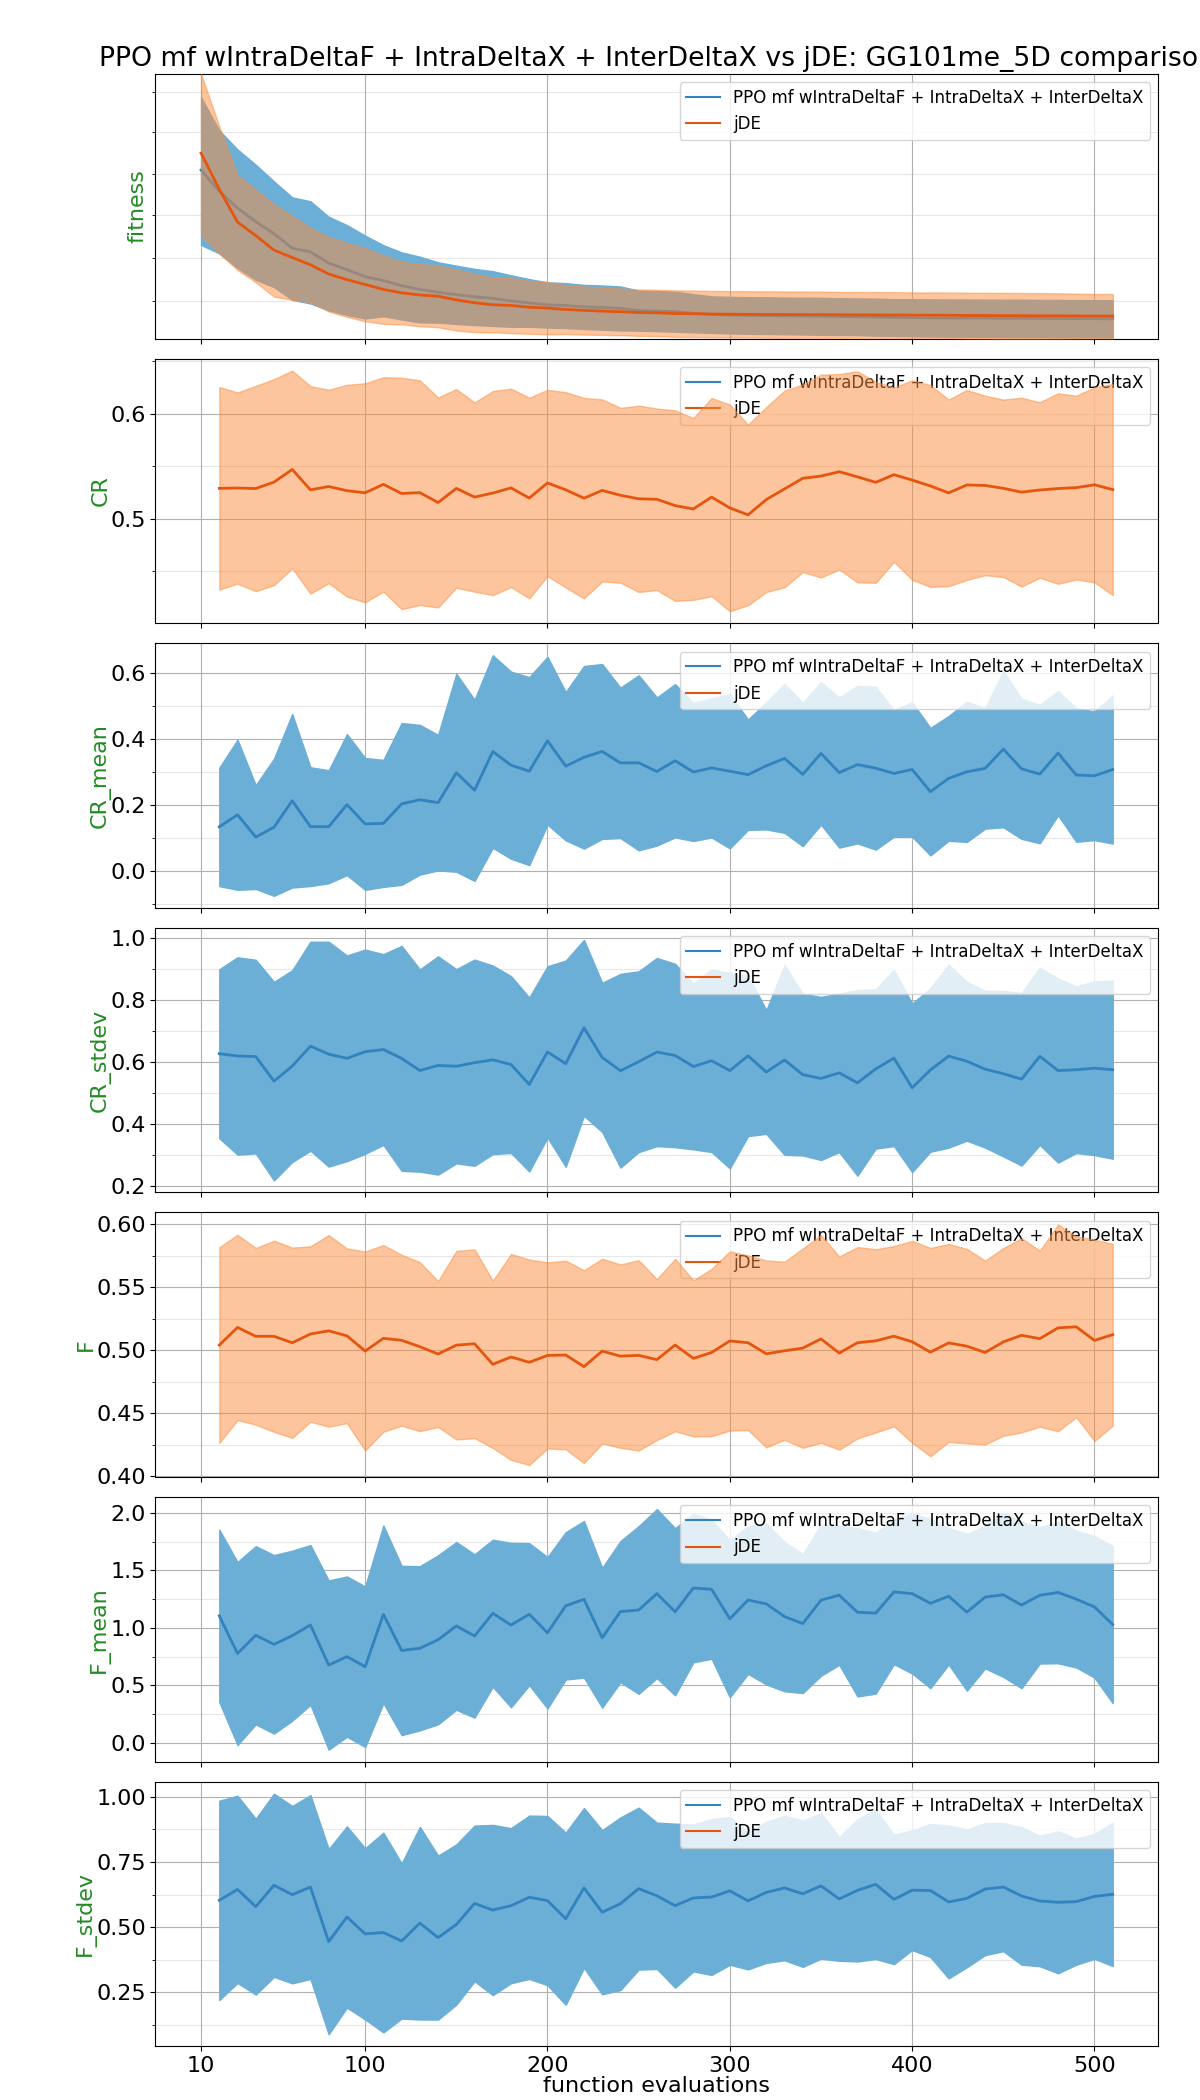 PPO mf wIntraDeltaF + IntraDeltaX + InterDeltaX vs jDE: GG101me_5D compariso
PPO mf wIntraDeltaF + IntraDeltaX + InterDeltaX
jDE
fitness
PPO mf wIntraDeltaF + IntraDeltaX + InterDeltaX
jDE
0.6
0.5
CR
PPO mf wIntraDeltaF + IntraDeltaX + InterDeltaX
jDE
0.6
0.4
0.2
0.0
CR_mean
PPO mf wIntraDeltaF + IntraDeltaX + InterDeltaX
jDE
1.0
0.8
0.6
0.4
0.2
CR_stdev
PPO mf wIntraDeltaF + IntraDeltaX + InterDeltaX
jDE
0.60
0.55
0.50
0.45
0.40
F
PPO mf wIntraDeltaF + IntraDeltaX + InterDeltaX
jDE
2.0
1.5
1.0
0.5
0.0
F_mean
PPO mf wIntraDeltaF + IntraDeltaX + InterDeltaX
jDE
1.00
0.75
0.50
0.25
F_stdev
10 100 200 300 400 500
function evaluations